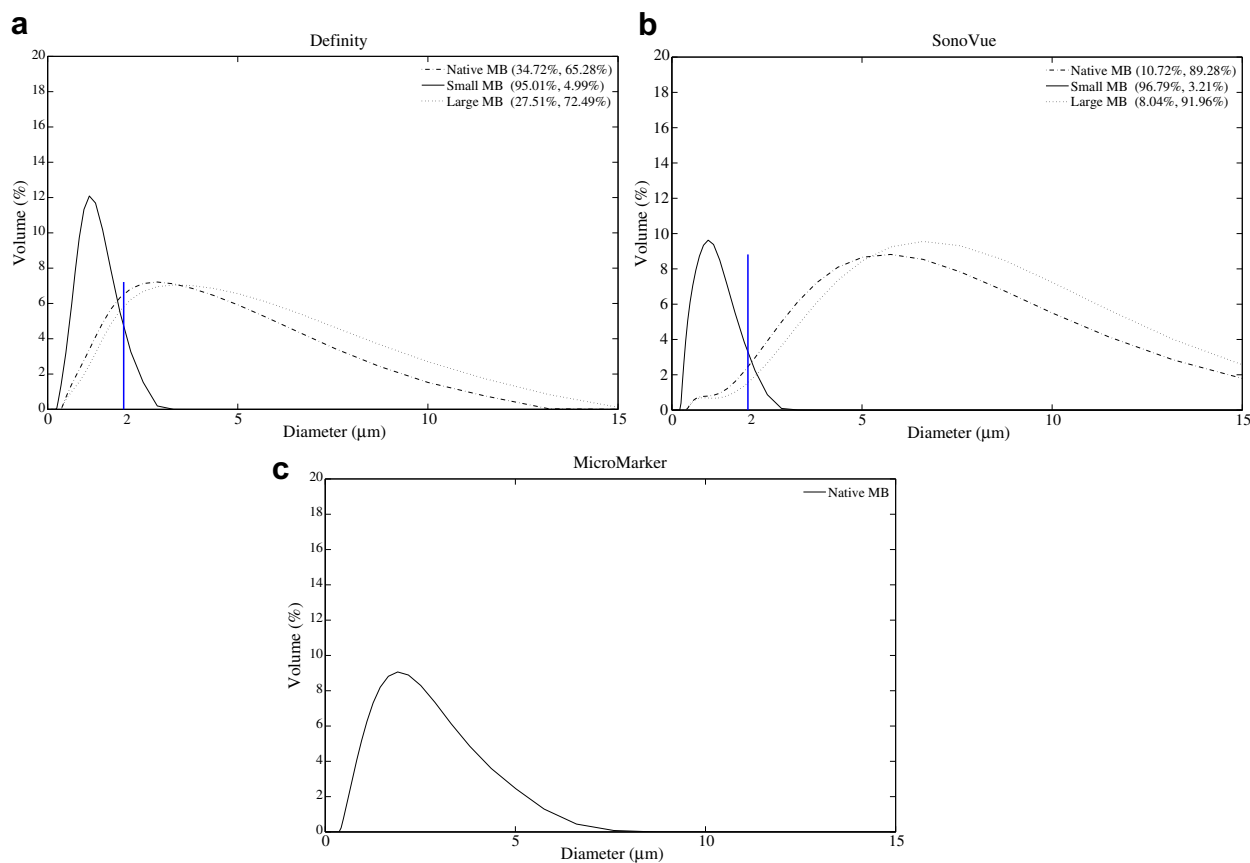 a
Definity
20
18
16
14
12
10
8
6
4
2
0
Volume (%)
Native MB (34.72%, 65.28%)
Small MB (95.01%, 4.99%)
Large MB (27.51%, 72.49%)
0 2 5 10 15
Diameter (μm)
b
SonoVue
20
18
16
14
12
10
8
6
4
2
0
Volume (%)
Native MB (10.72%, 89.28%)
Small MB (96.79%, 3.21%)
Large MB (8.04%, 91.96%)
0 2 5 10 15
Diameter (μm)
c
MicroMarker
20
18
16
14
12
10
8
6
4
2
0
Volume (%)
Native MB
0 5 10 15
Diameter (μm)